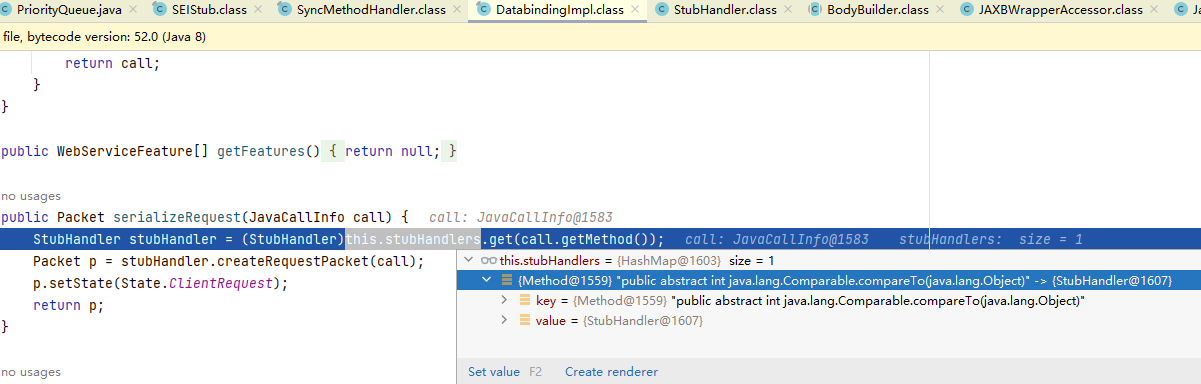 PriorityQueue.java SEIStub.class SyncMethodHandler.class DatabindingImpl.class StubHandler.class BodyBuilder.class JAXBWrapperAccessor.class
file, bytecode version: 52.0 (Java 8)
return call;
}
}
public WebServiceFeature[] getFeatures() { return null; }
no usages
public Packet serializeRequest(JavaCallInfo call) { call: JavaCallInfo@1583
StubHandler stubHandler = (StubHandler)this.stubHandlers.get(call.getMethod()); call: JavaCallInfo@1583 stubHandlers: size = 1
Packet p = stubHandler.createRequestPacket(call);
this.stubHandlers = {HashMap@1603} size = 1
p.setState(State.ClientRequest);
{Method@1559} "public abstract int java.lang.Comparable.compareTo(java.lang.Object)" -> {StubHandler@1607}
return p;
key = {Method@1559} "public abstract int java.lang.Comparable.compareTo(java.lang.Object)"
}
value = {StubHandler@1607}
no usages
Set value F2 Create renderer